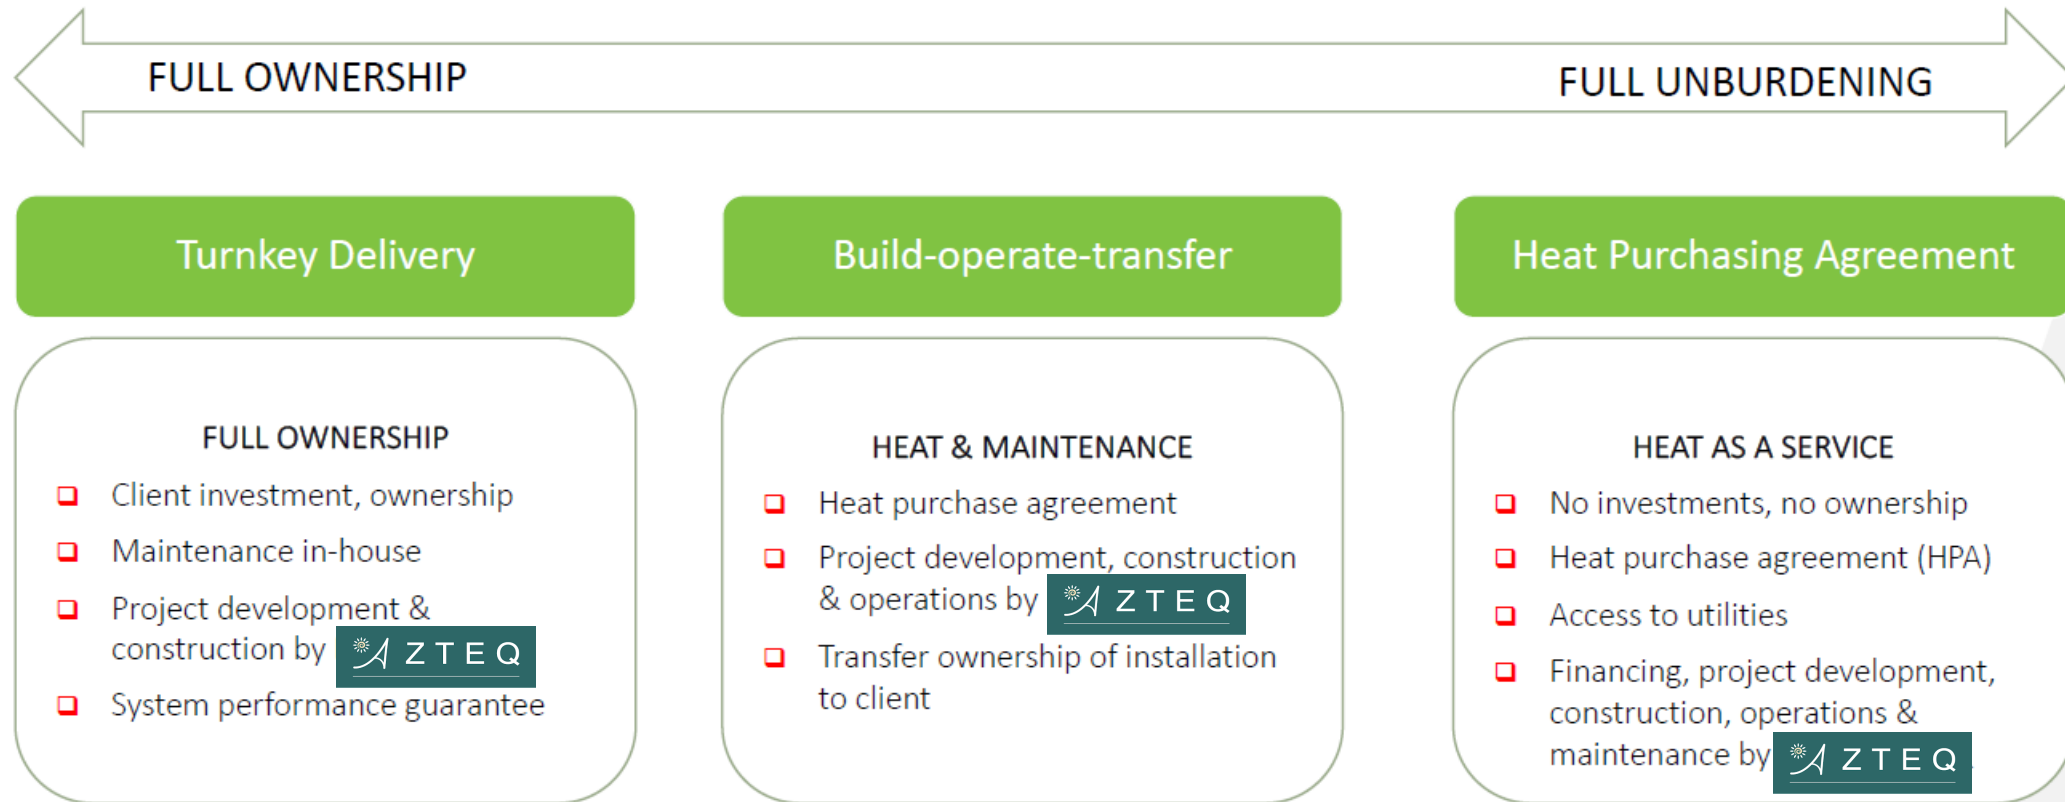 FULL OWNERSHIP
FULL UNBURDENING
Turnkey Delivery
FULL OWNERSHIP
Client investment, ownership
Maintenance in-house
Project development &
construction by AZTEQ
System performance guarantee
Build-operate-transfer
HEAT & MAINTENANCE
Heat purchase agreement
Project development, construction
& operations by AZTEQ
Transfer ownership of installation
to client
Heat Purchasing Agreement
HEAT AS A SERVICE
No investments, no ownership
Heat purchase agreement (HPA)
Access to utilities
Financing, project development,
construction, operations &
maintenance by AZTEQ